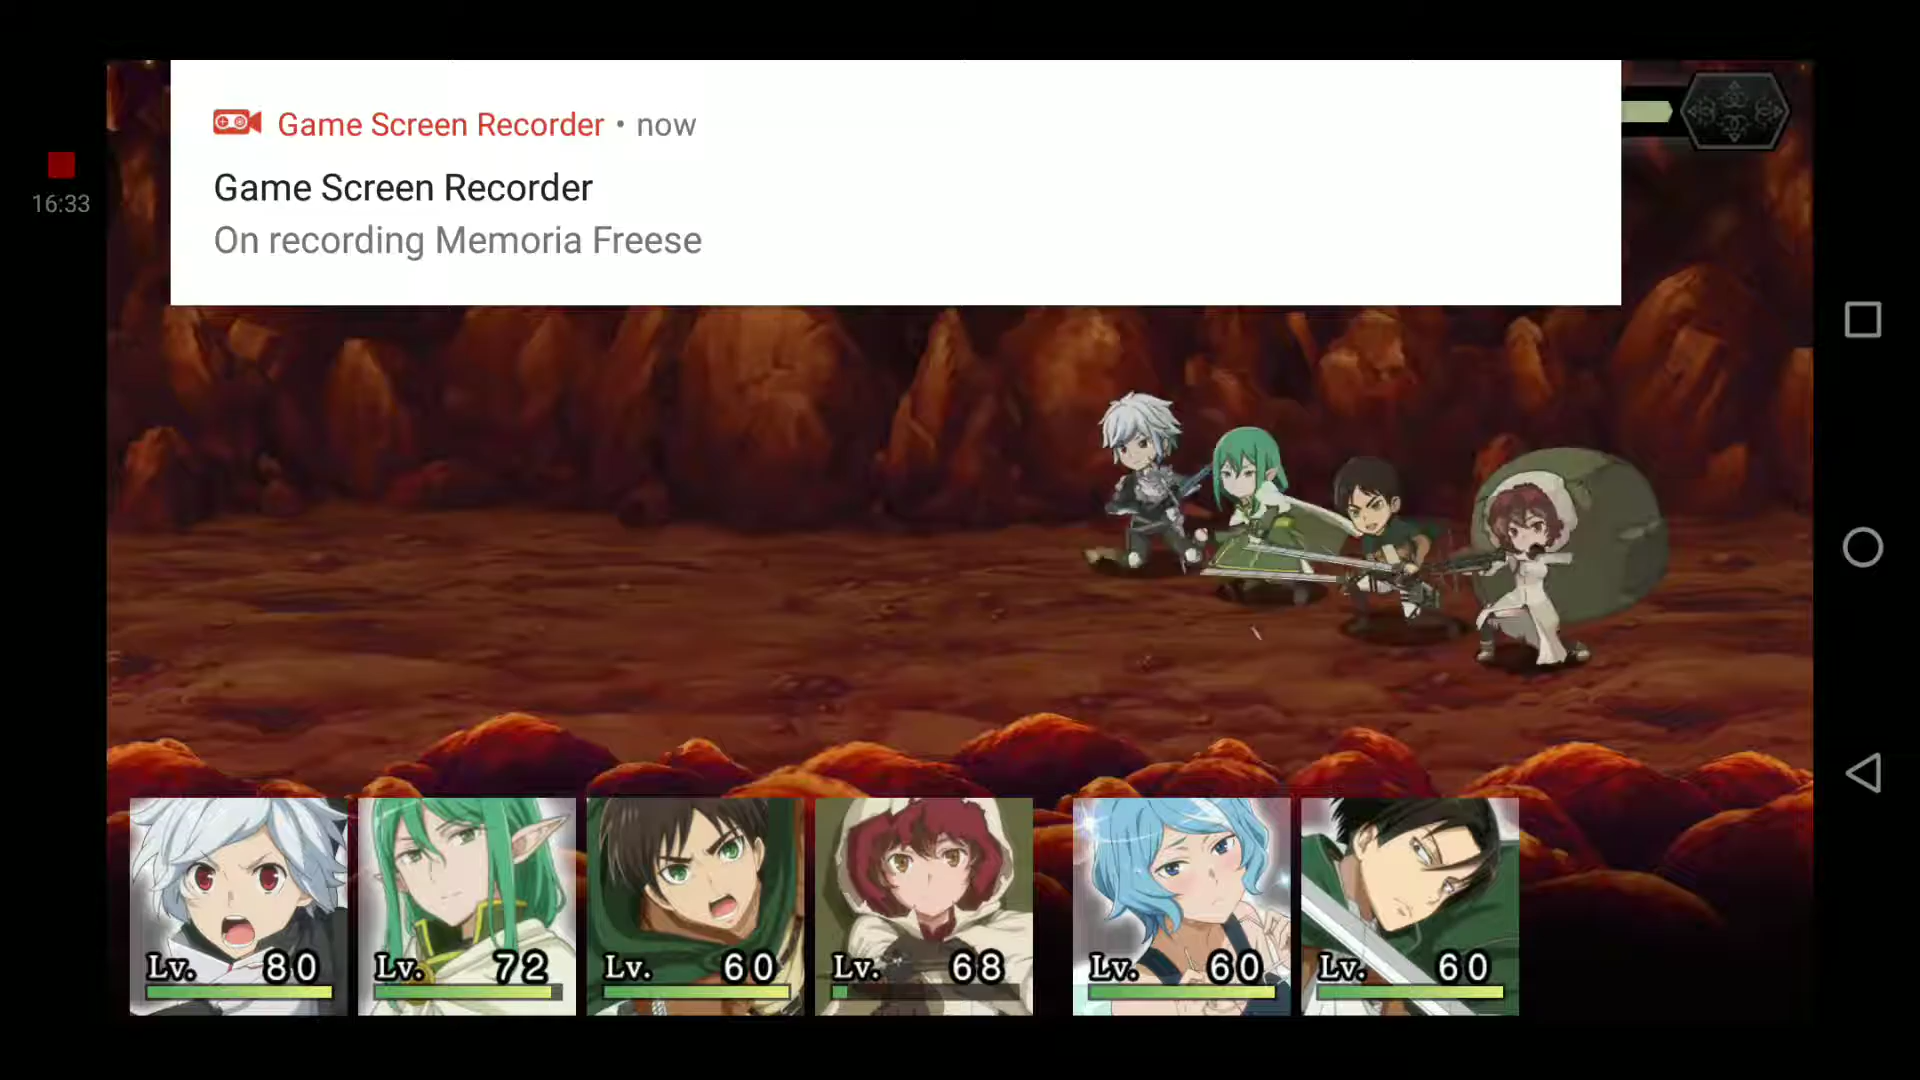 Game Screen Recorder • now
Game Screen Recorder
On recording Memoria Freese
16:33
Lv. 80
Lv. 72
Lv. 60
Lv. 68
Lv. 60
Lv. 60